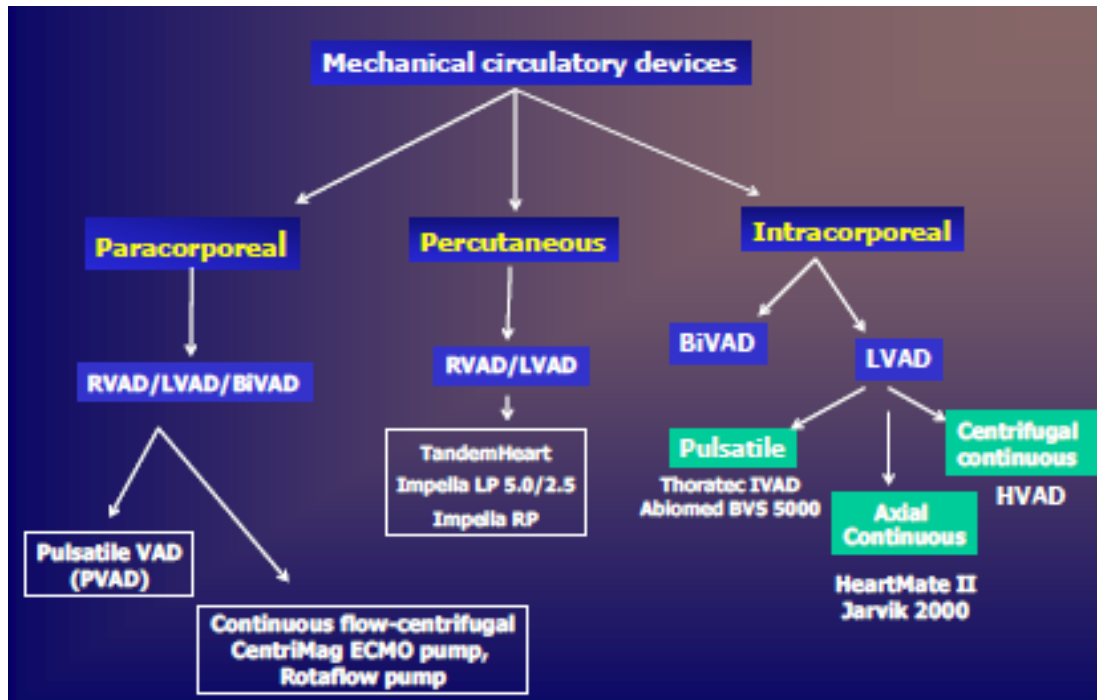 Mechanical circulatory devices
Paracorporeal
Percutaneous
Intracorporeal
RVAD/LVAD/BiVAD
RVAD/LVAD
BiVAD
LVAD
Pulsatile VAD
(PVAD)
Continuous flow-centrifugal
CentriMag ECMO pump,
Rotaflow pump
TandemHeart
Impella LP 5.0/2.5
Impella RP
Pulsatile
Thoratec IVAD
Abiomed BVS 5000
Axial
Continuous
HeartMate II
Jarvik 2000
Centrifugal
continuous
HVAD